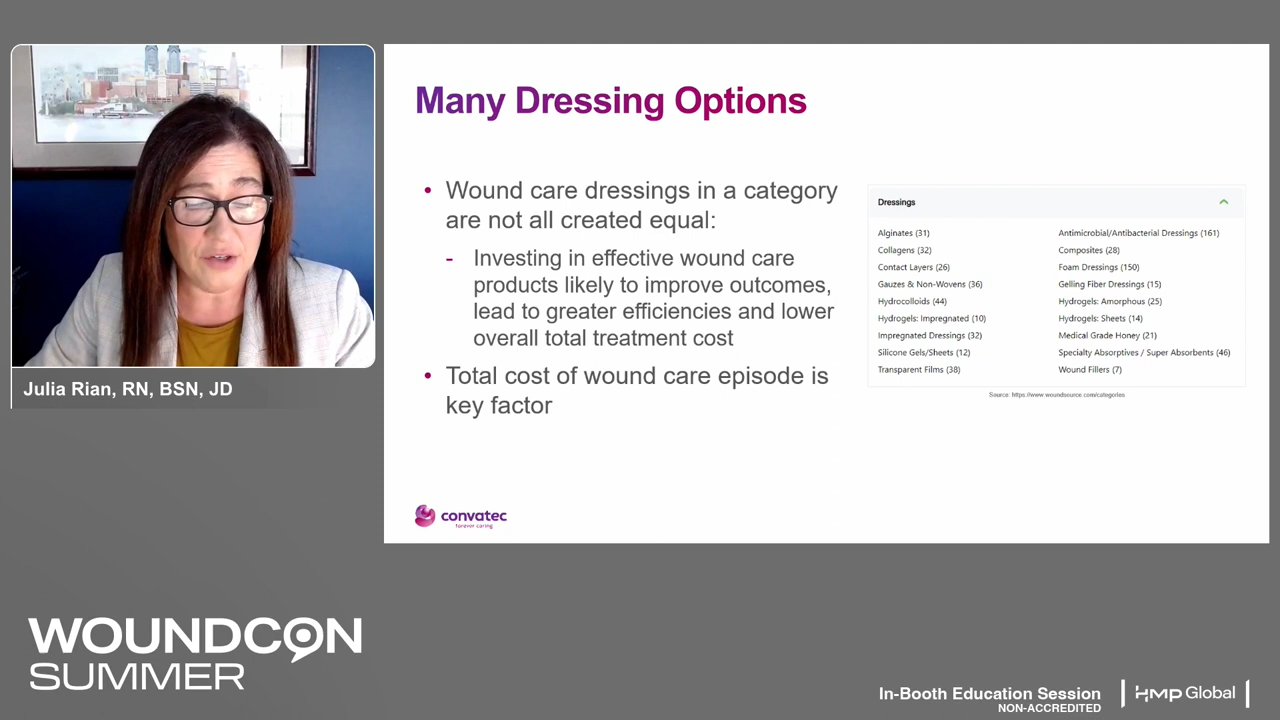 Many Dressing Options
• Wound care dressings in a category
are not all created equal:
- Investing in effective wound care
products likely to improve outcomes,
lead to greater efficiencies and lower
overall total treatment cost
• Total cost of wound care episode is
key factor
Dressings
Alginates (31)
Collagens (32)
Contact Layers (26)
Gauzes & Non-Wovens (36)
Hydrocolloids (44)
Hydrogels: Impregnated (10)
Impregnated Dressings (32)
Silicone Gels/Sheets (12)
Transparent Films (38)
Antimicrobial/Antibacterial Dressings (161)
Composites (28)
Foam Dressings (150)
Gelling Fiber Dressings (15)
Hydrogels: Amorphous (25)
Hydrogels: Sheets (14)
Medical Grade Honey (21)
Specialty Absorptives / Super Absorbents (46)
Wound Fillers (7)
Source: https://www.woundsource.com/categories
convatec
forever caring
Julia Rian, RN, BSN, JD
WOUNDCON
SUMMER
In-Booth Education Session
NON-ACCREDITED
HMP Global